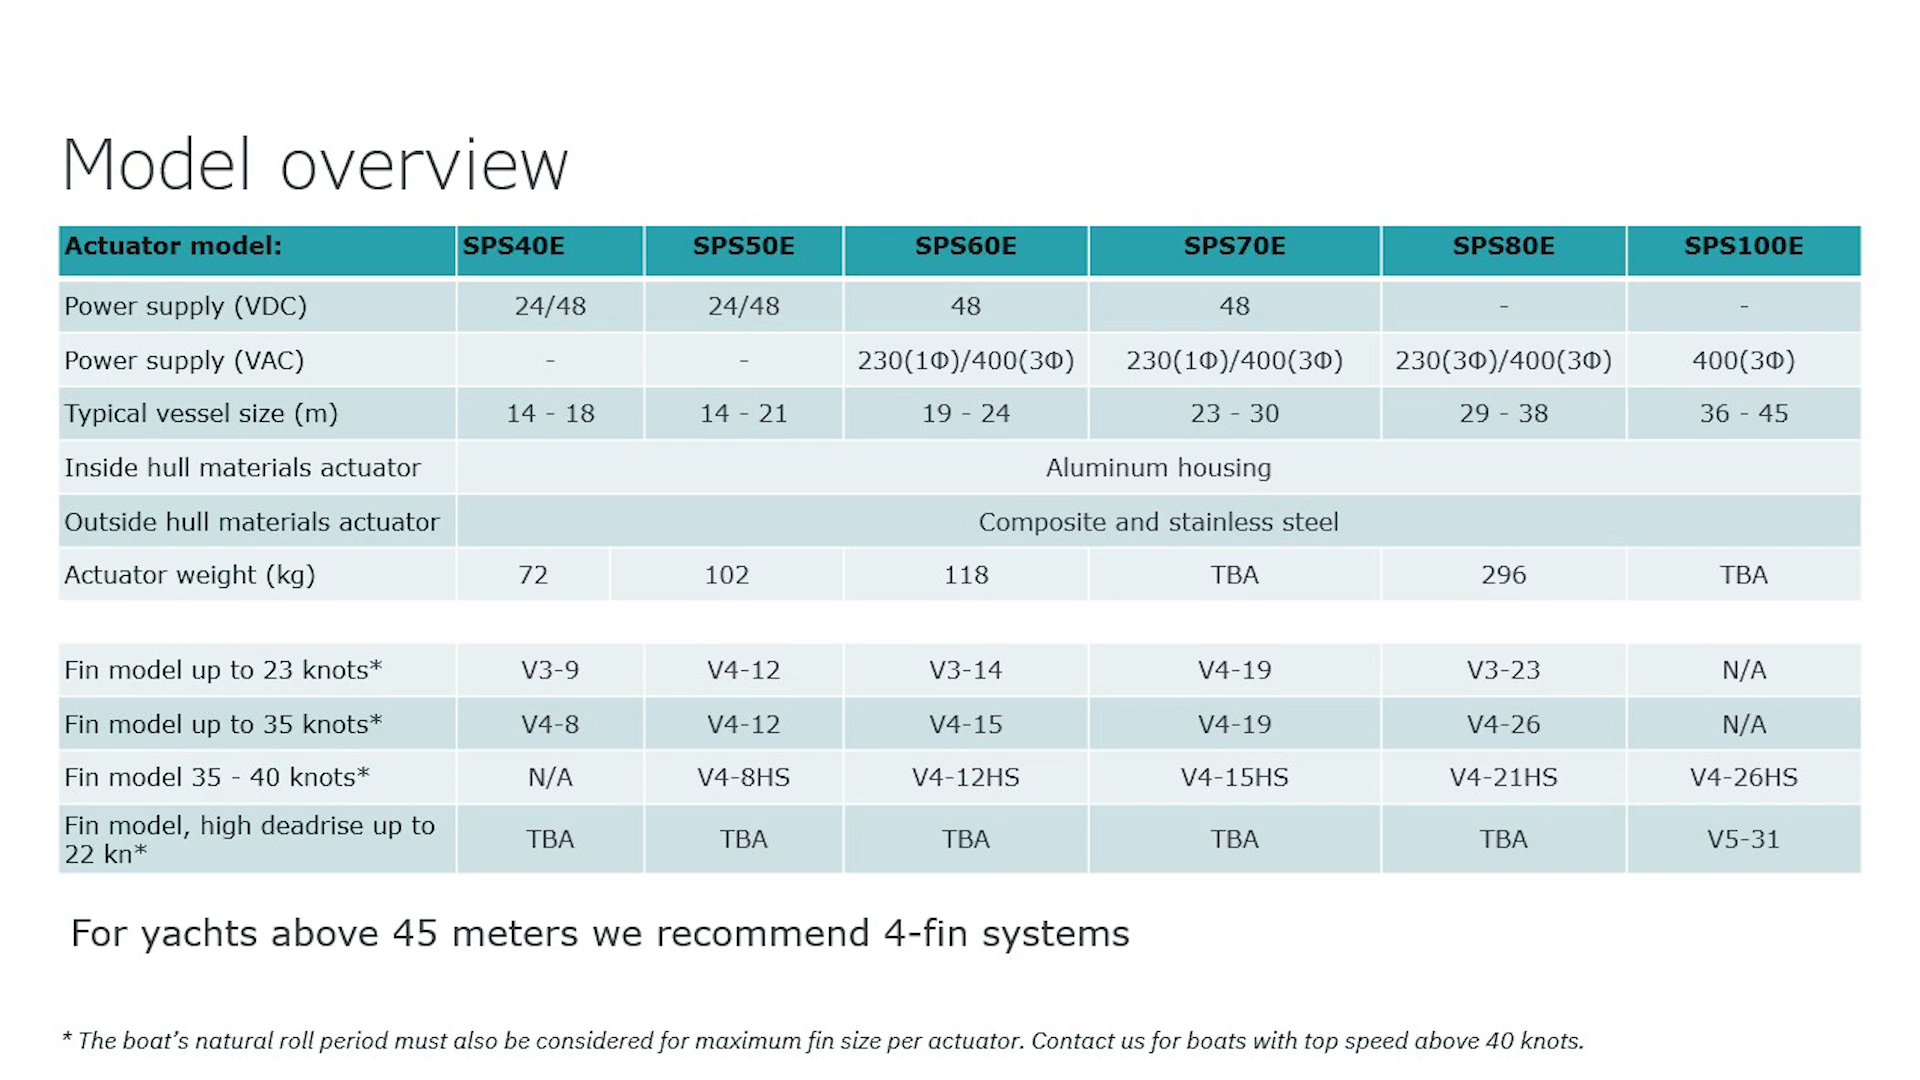 Model overview
Actuator model: SPS40E SPS50E SPS60E SPS70E SPS80E SPS100E
Power supply (VDC) 24/48 24/48 48 48 - -
Power supply (VAC) - - 230(1Φ)/400(3Φ) 230(1Φ)/400(3Φ) 230(3Φ)/400(3Φ) 400(3Φ)
Typical vessel size (m) 14 - 18 14 - 21 19 - 24 23 - 30 29 - 38 36 - 45
Inside hull materials actuator Aluminum housing
Outside hull materials actuator Composite and stainless steel
Actuator weight (kg) 72 102 118 TBA 296 TBA
Fin model up to 23 knots* V3-9 V4-12 V3-14 V4-19 V3-23 N/A
Fin model up to 35 knots* V4-8 V4-12 V4-15 V4-19 V4-26 N/A
Fin model 35 - 40 knots* N/A V4-8HS V4-12HS V4-15HS V4-21HS V4-26HS
Fin model, high deadrise up to
22 kn* TBA TBA TBA TBA TBA V5-31
For yachts above 45 meters we recommend 4-fin systems
* The boat’s natural roll period must also be considered for maximum fin size per actuator. Contact us for boats with top speed above 40 knots.